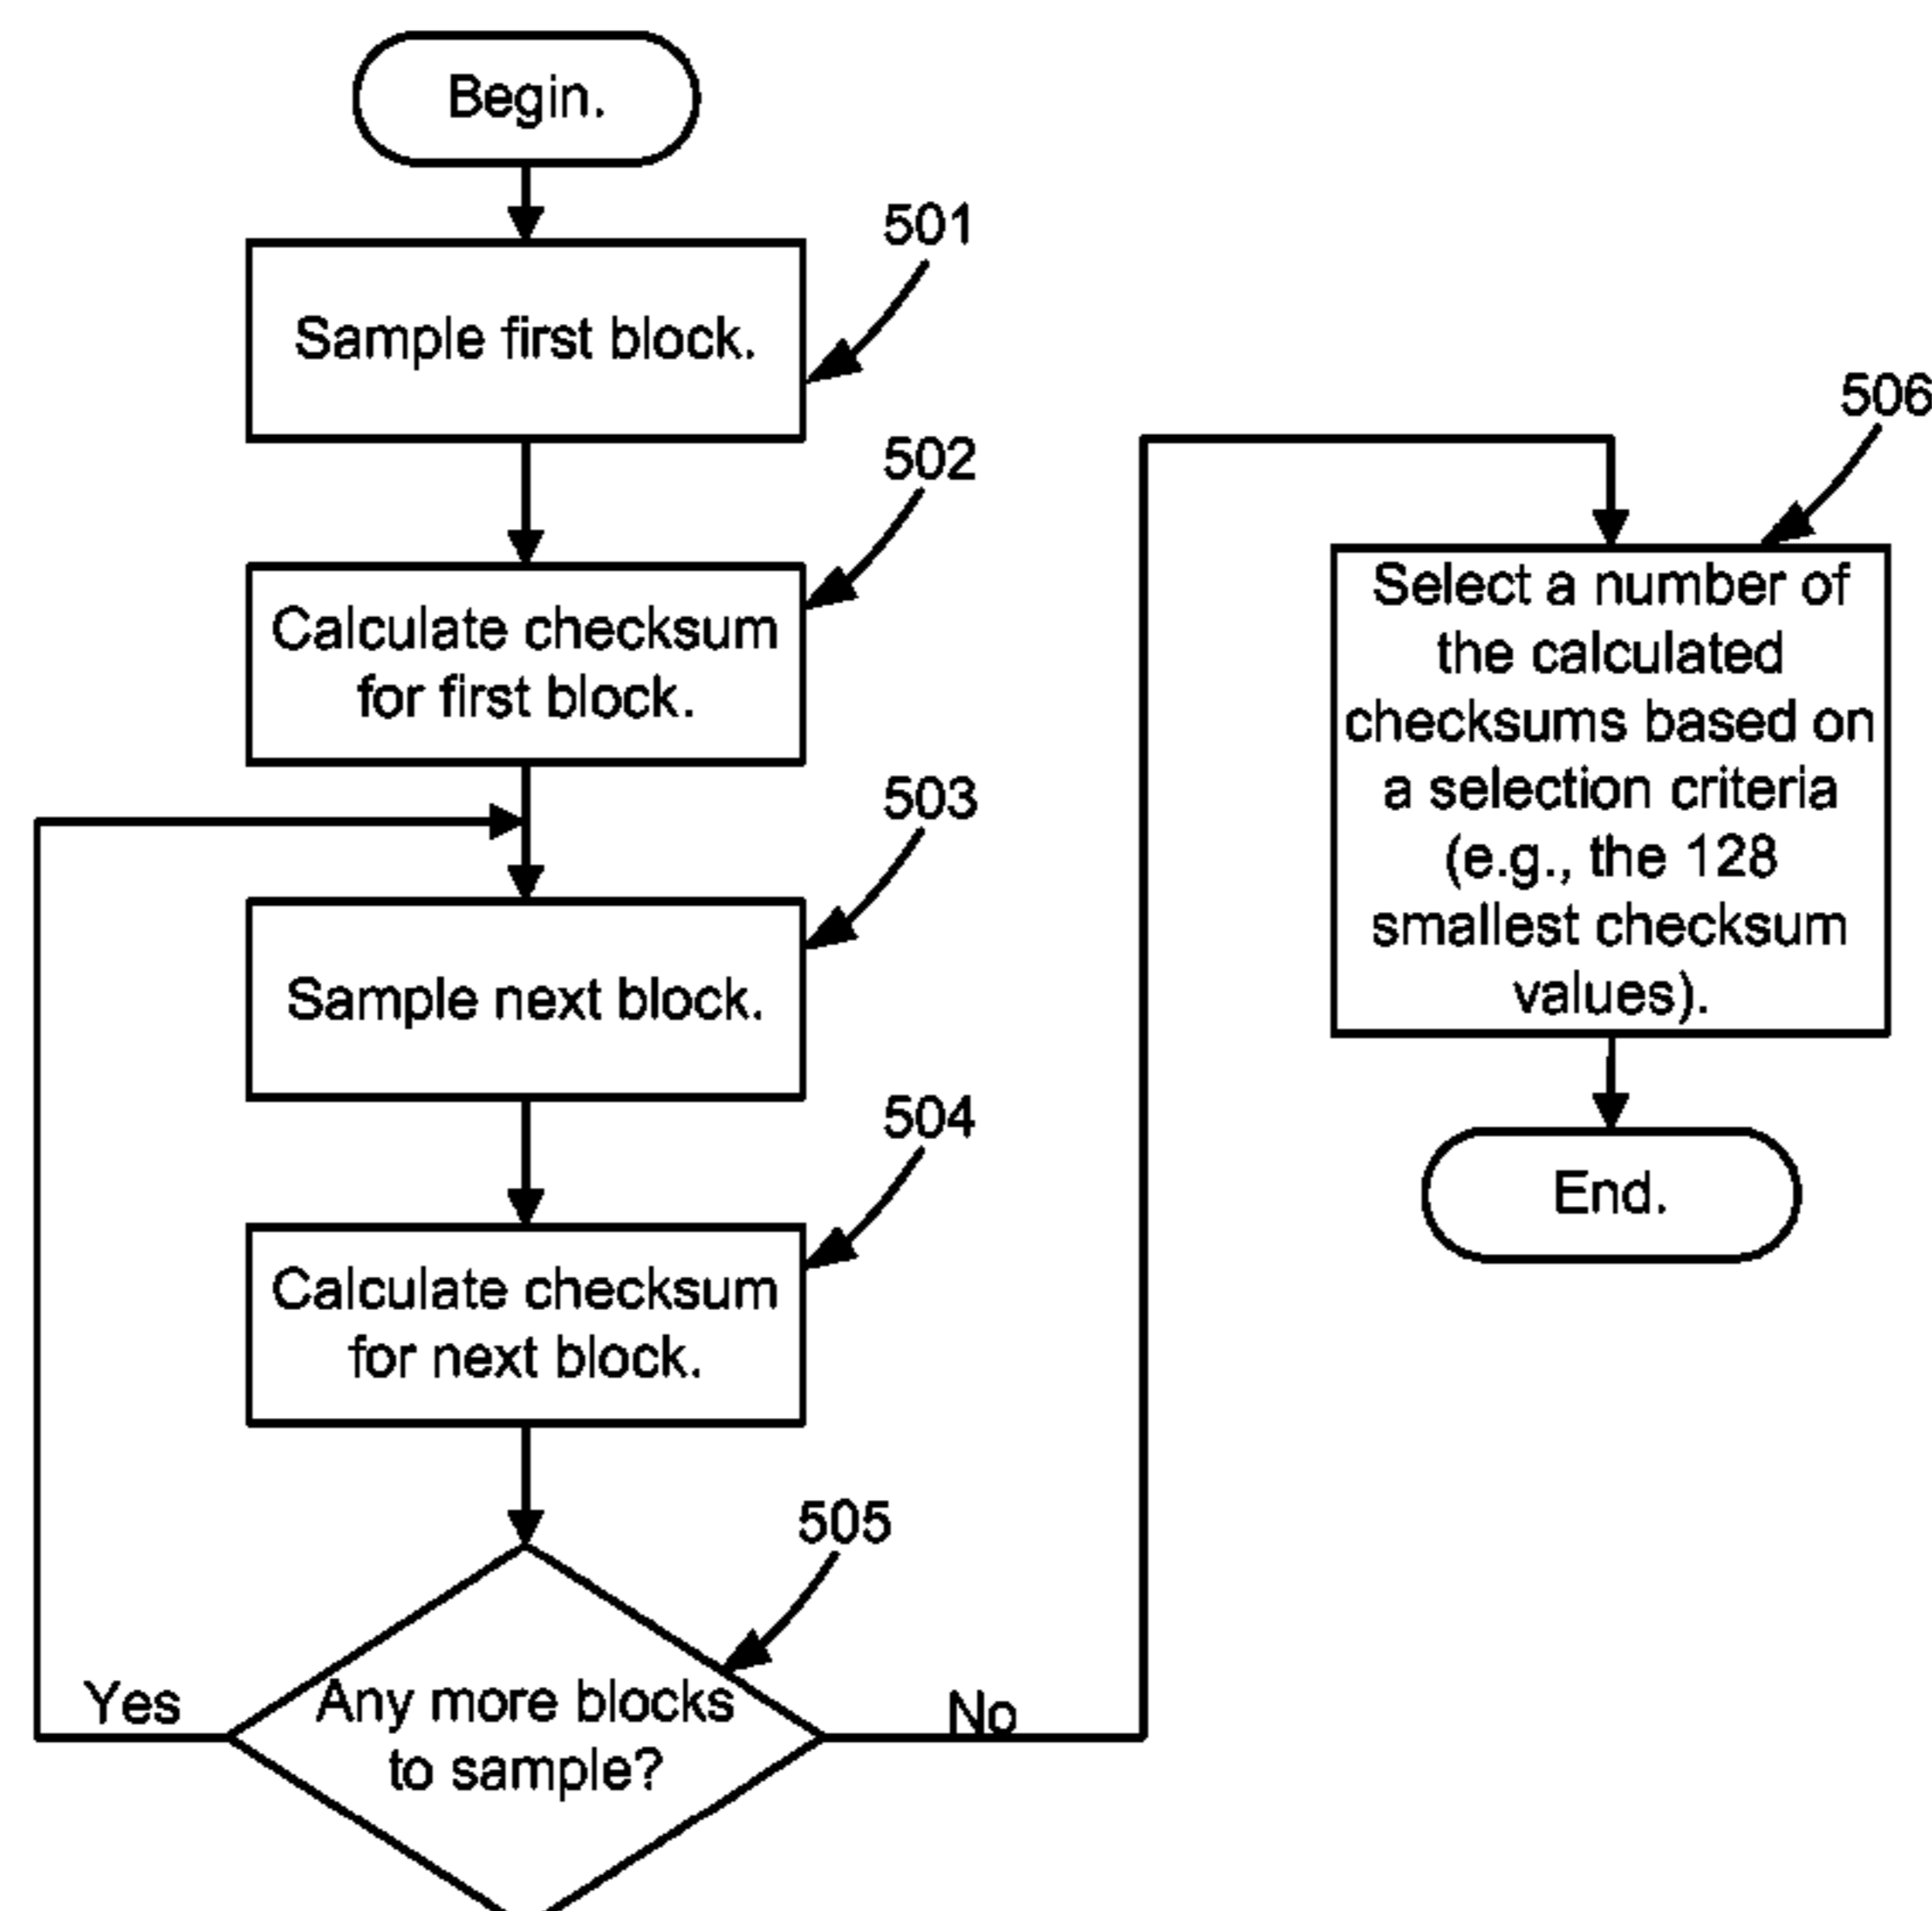 Begin.
501
Sample first block.
502
Calculate checksum
for first block.
503
Sample next block.
504
Calculate checksum
for next block.
505
Any more blocks
to sample?
Yes
No
506
Select a number of
the calculated
checksums based on
a selection criteria
(e.g., the 128
smallest checksum
values).
End.